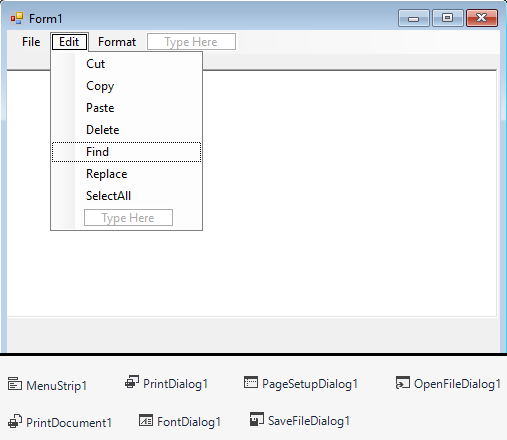 Form1
File Edit Format Type Here
Cut
Copy
Paste
Delete
Find
Replace
SelectAll
Type Here
MenuStrip1 PrintDialog1 PageSetupDialog1 OpenFileDialog1
PrintDocument1 FontDialog1 SaveFileDialog1